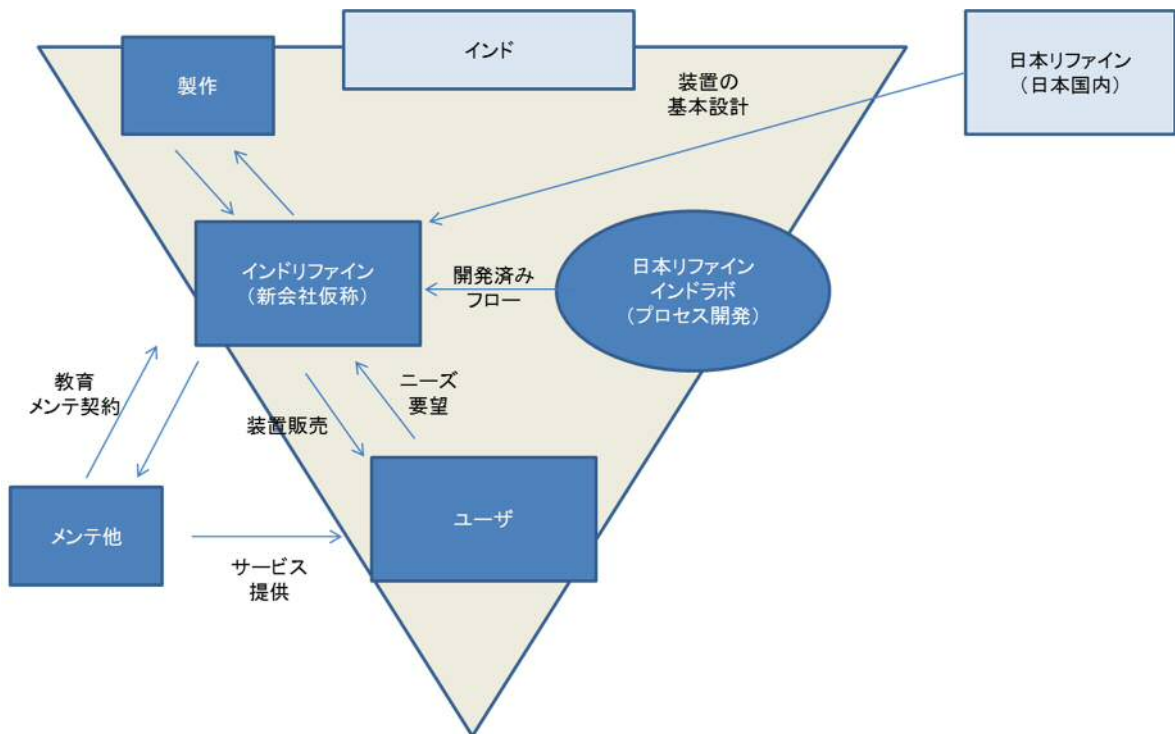 インド
製作
装置の
基本設計
日本リファイン
（日本国内）
インドリファイン
（新会社仮称）
開発済み
フロー
日本リファイン
インドラボ
（プロセス開発）
教育
メンテ契約
装置販売
ニーズ
要望
メンテ他
サービス
提供
ユーザ